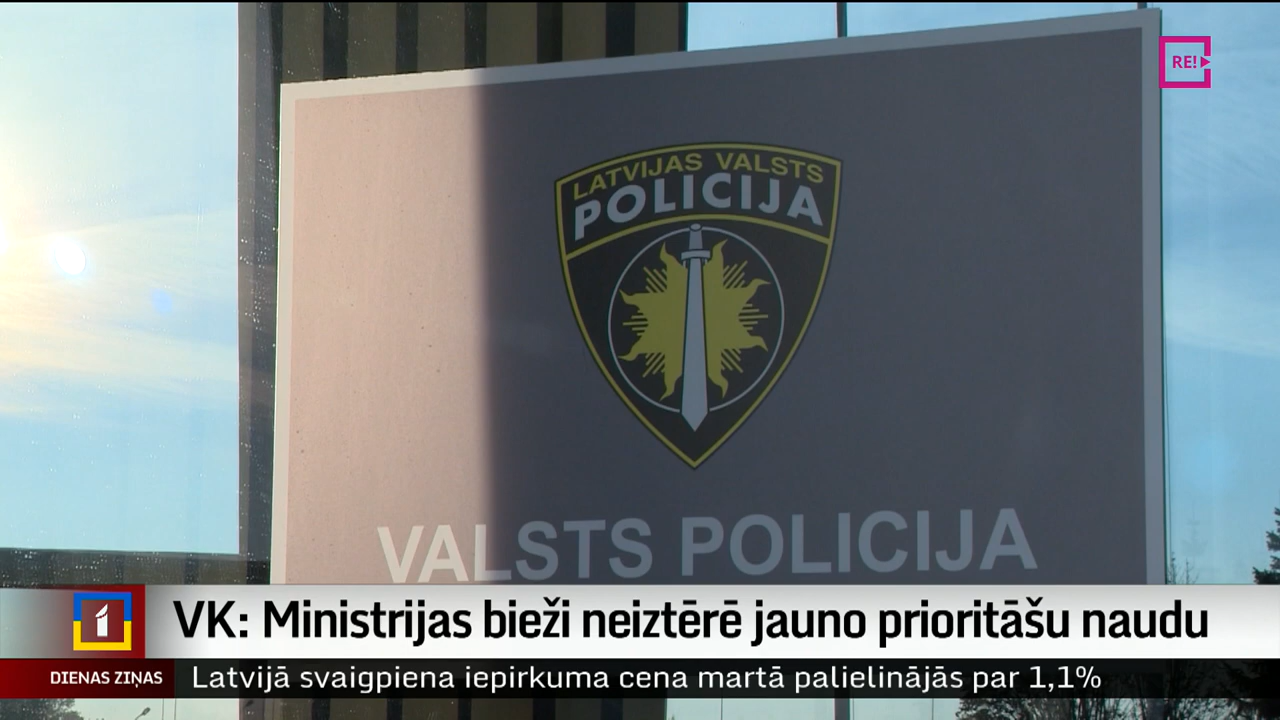 RE!
LATVIJAS VALSTS
POLICIJA
VALSTS POLICIJA
1
VK: Ministrijas bieži neiztērē jauno prioritāšu naudu
DIENAS ZIŅAS
Latvijā svaigpiena iepirkuma cena martā palielinājās par 1,1%